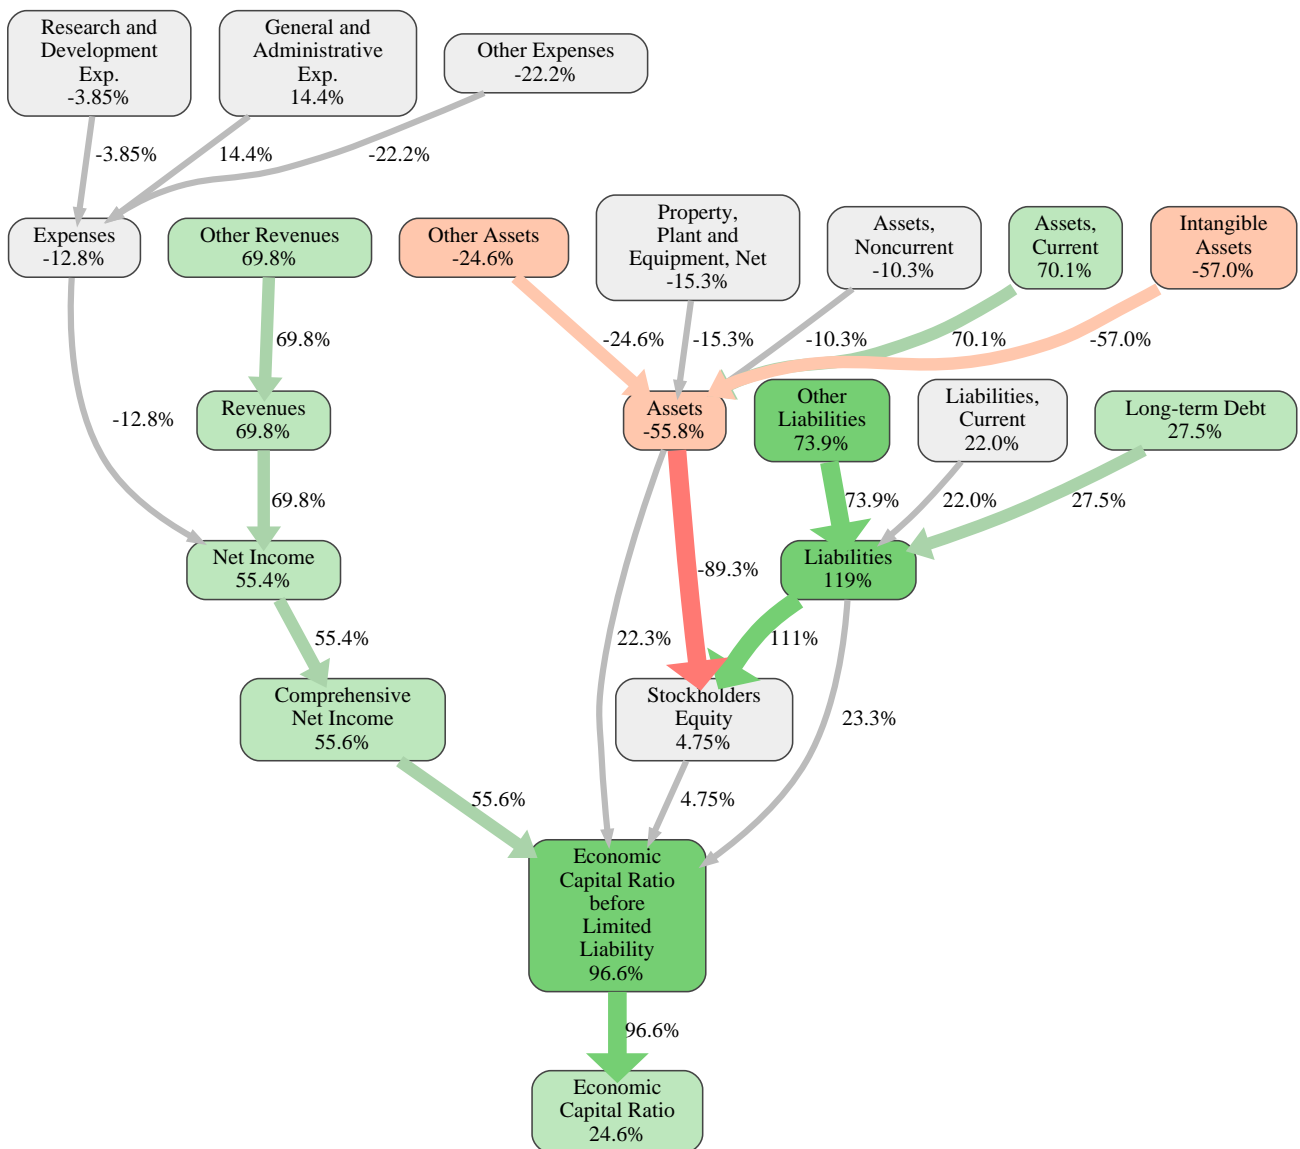 Research and
Development
Exp.
-3.85%
General and
Administrative
Exp.
14.4%
Other Expenses
-22.2%
-3.85%
14.4%
-22.2%
Expenses
-12.8%
Other Revenues
69.8%
Other Assets
-24.6%
Property,
Plant and
Equipment, Net
-15.3%
Assets,
Noncurrent
-10.3%
Assets,
Current
70.1%
Intangible
Assets
-57.0%
69.8%
-24.6%
-15.3%
-10.3%
70.1%
-57.0%
-12.8%
Revenues
69.8%
Assets
-55.8%
Other
Liabilities
73.9%
Liabilities,
Current
22.0%
Long-term Debt
27.5%
69.8%
73.9%
22.0%
27.5%
Net Income
55.4%
-89.3%
Liabilities
119%
55.4%
22.3%
111%
Comprehensive
Net Income
55.6%
Stockholders
Equity
4.75%
23.3%
55.6%
4.75%
Economic
Capital Ratio
before
Limited
Liability
96.6%
96.6%
Economic
Capital Ratio
24.6%